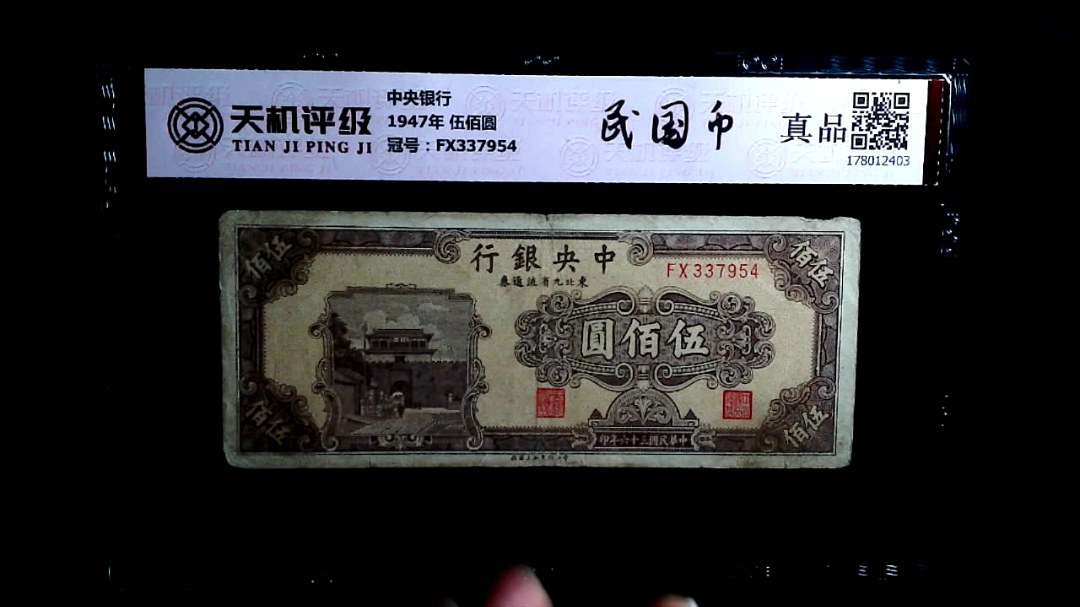 天机评级
TIAN JI PING JI
中央银行
1947年 伍佰圆
冠号：FX337954
民国币
真品
178012403
行銀央中
券通流省九北東
FX337954
伍佰
伍佰
圓佰伍
伍佰
伍佰
印年六十三國民華中